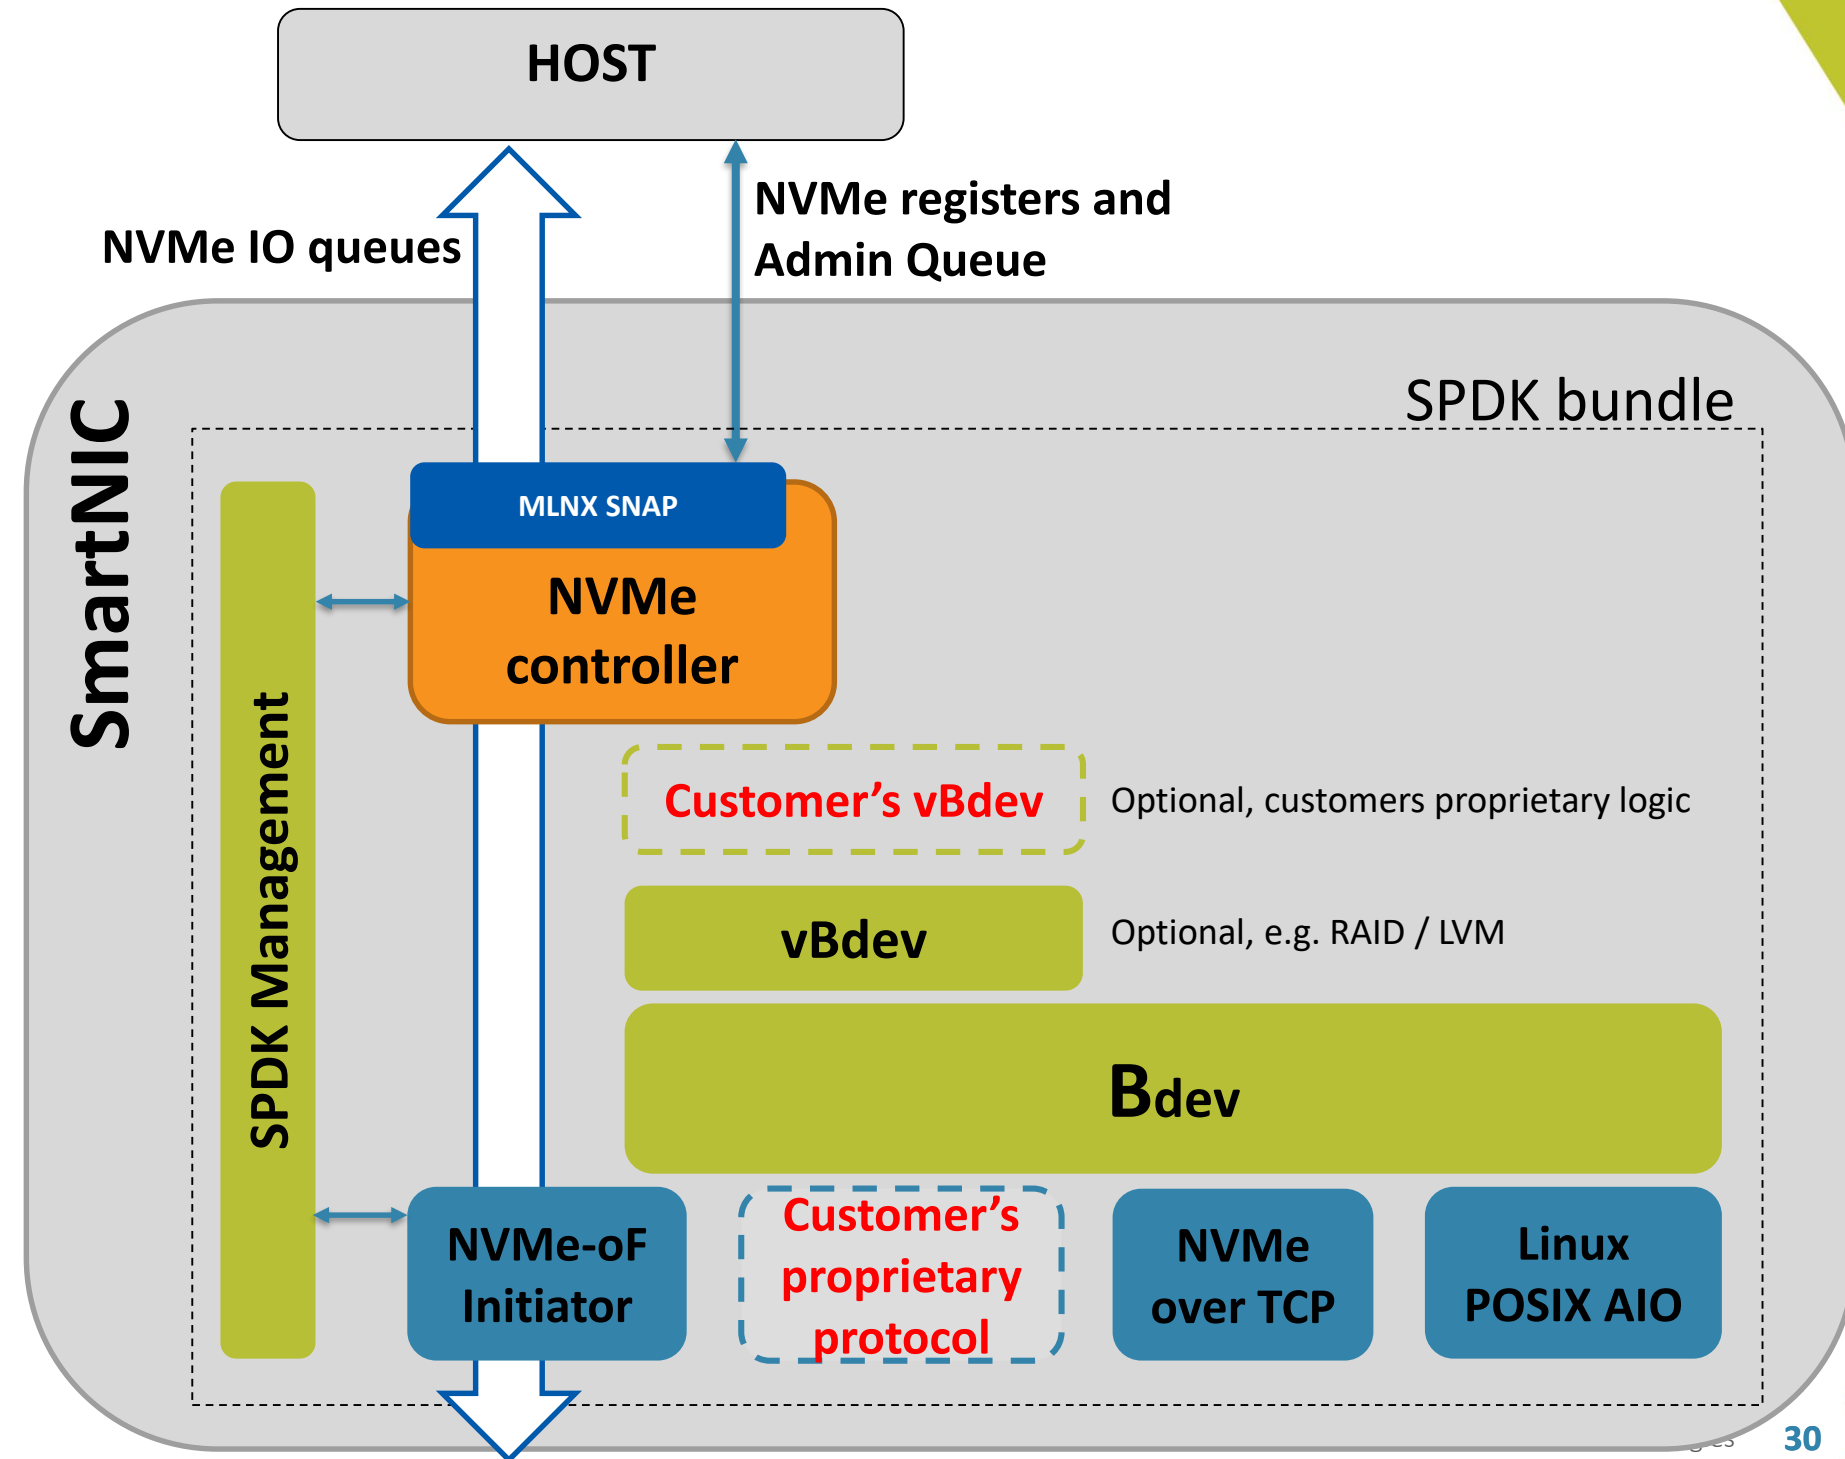 HOST
NVMe IO queues
NVMe registers and
Admin Queue
SmartNIC
SPDK bundle
MLNX SNAP
NVMe
controller
SPDK Management
Customer’s vBdev
Optional, customers proprietary logic
vBdev
Optional, e.g. RAID / LVM
Bdev
NVMe-oF
Initiator
Customer’s
proprietary
protocol
NVMe
over TCP
Linux
POSIX AIO
30